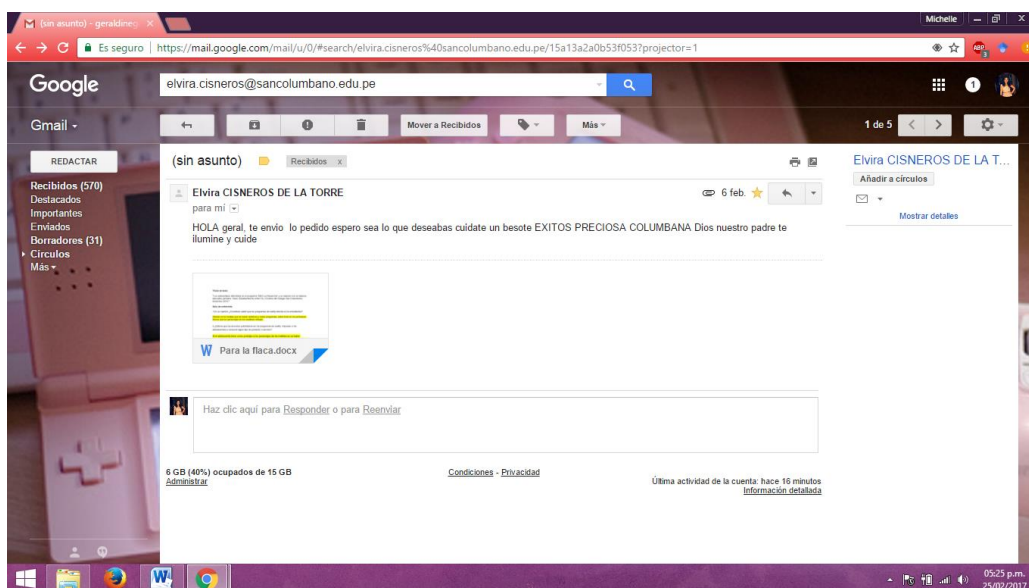 (sin asunto) - geraldineg
Michelle
Es seguro | https://mail.google.com/mail/u/0/#search/elvira.cisneros%40sancolumbano.edu.pe/15a13a2a0b53f053?projector=1
Google
elvira.cisneros@sancolumbano.edu.pe
1
Gmail
Mover a Recibidos
Más
1 de 5
REDACTAR
Recibidos (570)
Destacados
Importantes
Enviados
Borradores (31)
Círculos
Más
(sin asunto)
Recibidos x
Elvira CISNEROS DE LA TORRE
6 feb.
para mí
HOLA geral, te envio lo pedido espero sea lo que deseabas cuidate un besote EXITOS PRECIOSA COLUMBANA Dios nuestro padre te
ilumine y cuide
W Para la flaca.docx
Haz clic aquí para Responder o para Reenviar
6 GB (40%) ocupados de 15 GB
Administrar
Condiciones - Privacidad
Última actividad de la cuenta: hace 16 minutos
Información detallada
Elvira CISNEROS DE LA T...
Añadir a círculos
Mostrar detalles
05:25 p.m.
25/02/2017